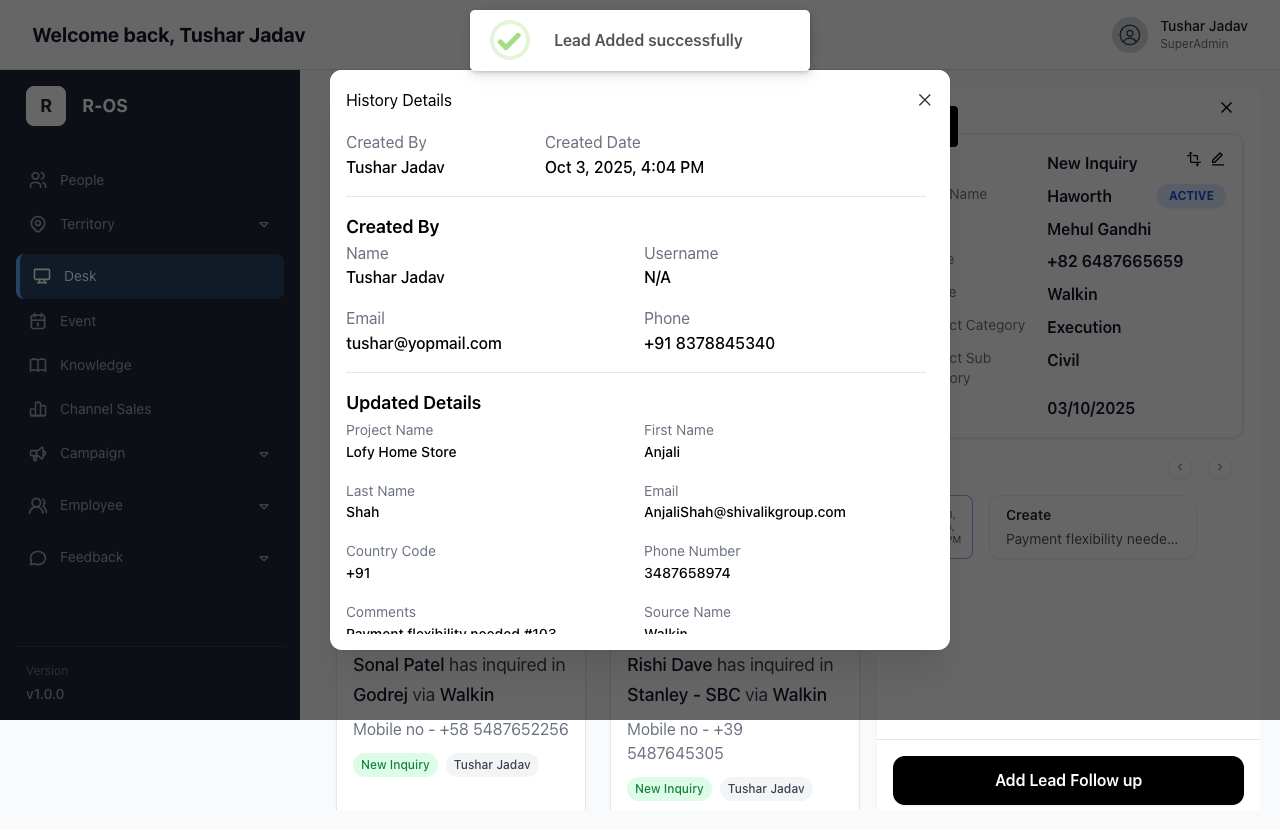 Welcome back, Tushar Jadav
Lead Added successfully
Tushar Jadav
SuperAdmin
R
R-OS
People
Territory
Desk
Event
Knowledge
Channel Sales
Campaign
Employee
Feedback
Version
v1.0.0
History Details
Created By
Created Date
Tushar Jadav
Oct 3, 2025, 4:04 PM
Created By
Name
Username
Tushar Jadav
N/A
Email
Phone
tushar@yopmail.com
+91 8378845340
Updated Details
Project Name
First Name
Lofy Home Store
Anjali
Last Name
Email
Shah
AnjaliShah@shivalikgroup.com
Country Code
Phone Number
+91
3487658974
Comments
Source Name
Payment flexibility needed #103
Walkin
New Inquiry
Name
Haworth
ACTIVE
Mehul Gandhi
+82 6487665659
Walkin
Category
Execution
Sub
Civil
03/10/2025
Create
Payment flexibility neede...
Sonal Patel has inquired in
Godrej via Walkin
Mobile no - +58 5487652256
New Inquiry
Tushar Jadav
Rishi Dave has inquired in
Stanley - SBC via Walkin
Mobile no - +39
5487645305
New Inquiry
Tushar Jadav
Add Lead Follow up